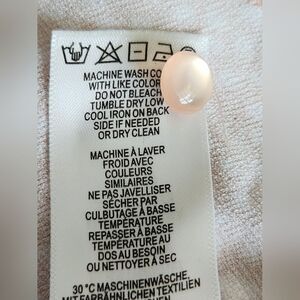 MACHINE WASH CO
WITH LIKE COLOR
DO NOT BLEACH
TUMBLE DRY LOW
COOL IRON ON BACK
SIDE IF NEEDED
OR DRY CLEAN
MACHINE À LAVER
FROID AVEC
COULEURS
SIMILAIRES
NE PAS JAVELLISER
SÉCHER PAR
CULBUTAGE À BASSE
TEMPÉRATURE
REPASSER À BASSE
TEMPÉRATURE AU
DOS AU BESOIN
OU NETTOYER À SEC
30 °C MASCHINENWÄSCHE,
MIT FARBÄHNLICHEN TEXTILIEN